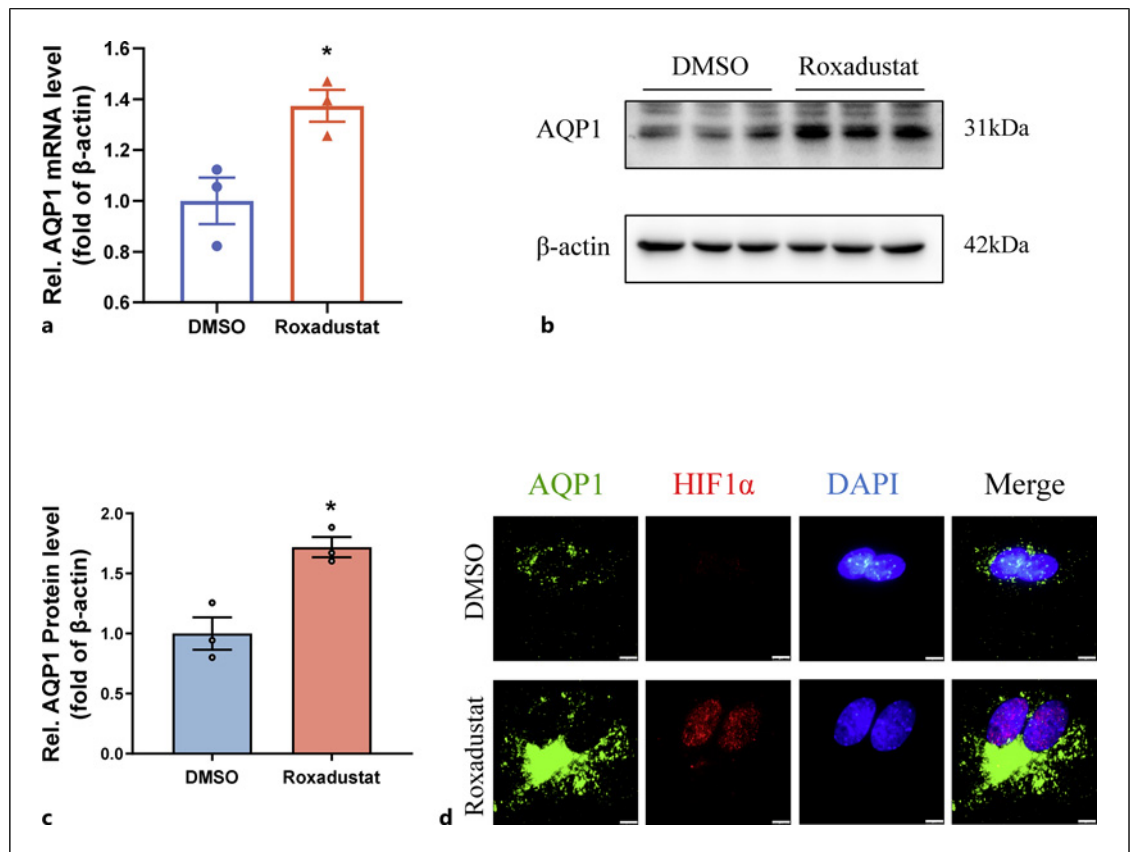 1.6
1.4
1.2
1.0
0.8
0.6
Rel. AQP1 mRNA level
(fold of β-actin)
*
DMSO
Roxadustat
a
DMSO
Roxadustat
AQP1
31kDa
β-actin
42kDa
b
2.0
1.5
1.0
0.5
0.0
Rel. AQP1 Protein level
(fold of β-actin)
*
DMSO
Roxadustat
c
AQP1
HIF1α
DAPI
Merge
DMSO
Roxadustat
d